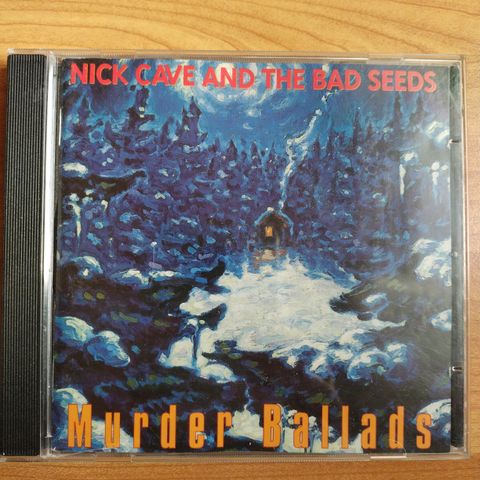 NICK CAVE AND THE BAD SEEDS
Murder Ballads